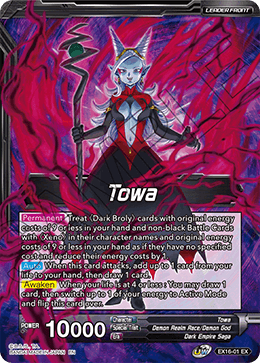 LEADER FRONT
Towa
Permanent Treat 《Dark Broly》 cards with original energy
costs of 9 or less in your hand and non-black Battle Cards
with 《Xeno》 in their character names and original energy
costs of 9 or less in your hand as if they have no specified
cost and reduce their energy costs by 1.
Auto When this card attacks, add up to 1 card from your
life to your hand, then draw 1 card.
Awaken When your life is at 4 or less : You may draw 1
card, then switch up to 1 of your energy to Active Mode
and flip this card over.
POWER 10000
Character Towa
Special Trait Demon Realm Race/Demon God
Era Dark Empire Saga
BANDAI MADE IN JAPAN EN
EX16-01 EX